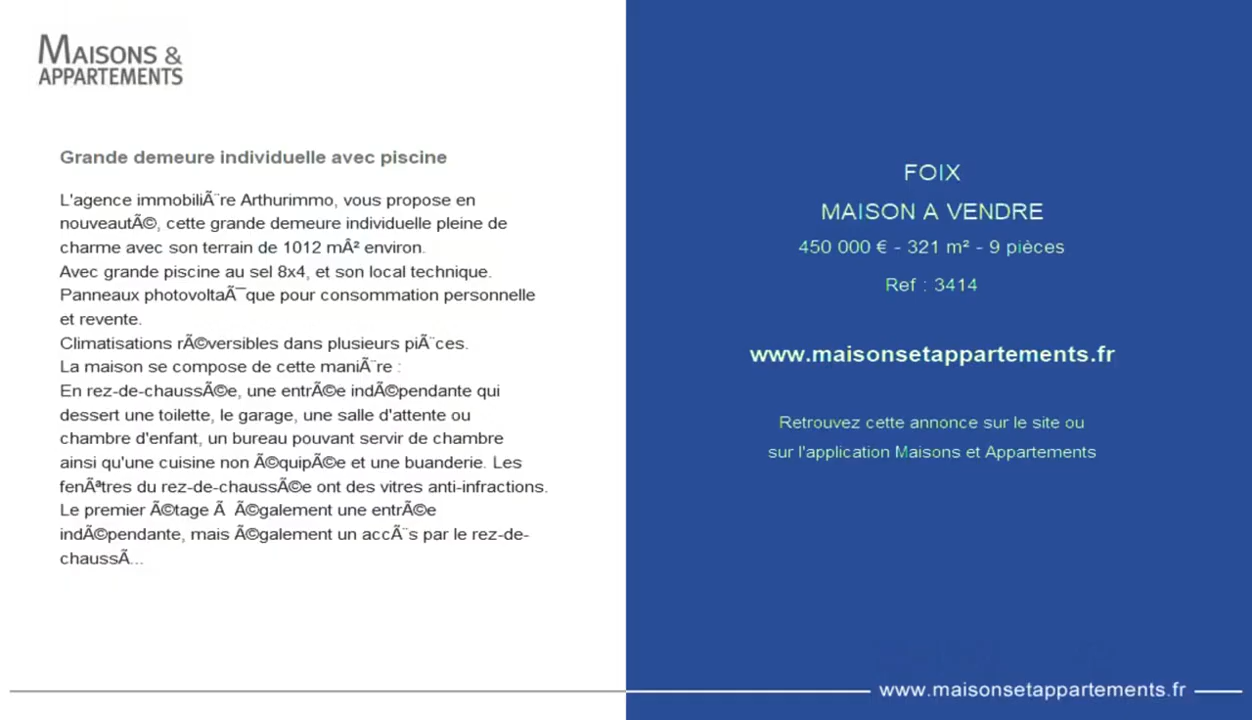 MAISONS &
APPARTEMENTS
Grande demeure individuelle avec piscine
L'agence immobiliÃ¨re Arthurimmo, vous propose en
nouveautÃ©, cette grande demeure individuelle pleine de
charme avec son terrain de 1012 mÂ² environ.
Avec grande piscine au sel 8x4, et son local technique.
Panneaux photovoltaÃ¯que pour consommation personnelle
et revente.
Climatisations rÃ©versibles dans plusieurs piÃ¨ces.
La maison se compose de cette maniÃ¨re :
En rez-de-chaussÃ©e, une entrÃ©e indÃ©pendante qui
dessert une toilette, le garage, une salle d'attente ou
chambre d'enfant, un bureau pouvant servir de chambre
ainsi qu'une cuisine non Ã©quipÃ©e et une buanderie. Les
fenÃªtres du rez-de-chaussÃ©e ont des vitres anti-infractions.
Le premier Ã©tage Ã  Ã©galement une entrÃ©e
indÃ©pendante, mais Ã©galement un accÃ¨s par le rez-de-
chaussÃ...
FOIX
MAISON A VENDRE
450 000 € - 321 m² - 9 pièces
Ref : 3414
www.maisonsetappartements.fr
Retrouvez cette annonce sur le site ou
sur l'application Maisons et Appartements
www.maisonsetappartements.fr